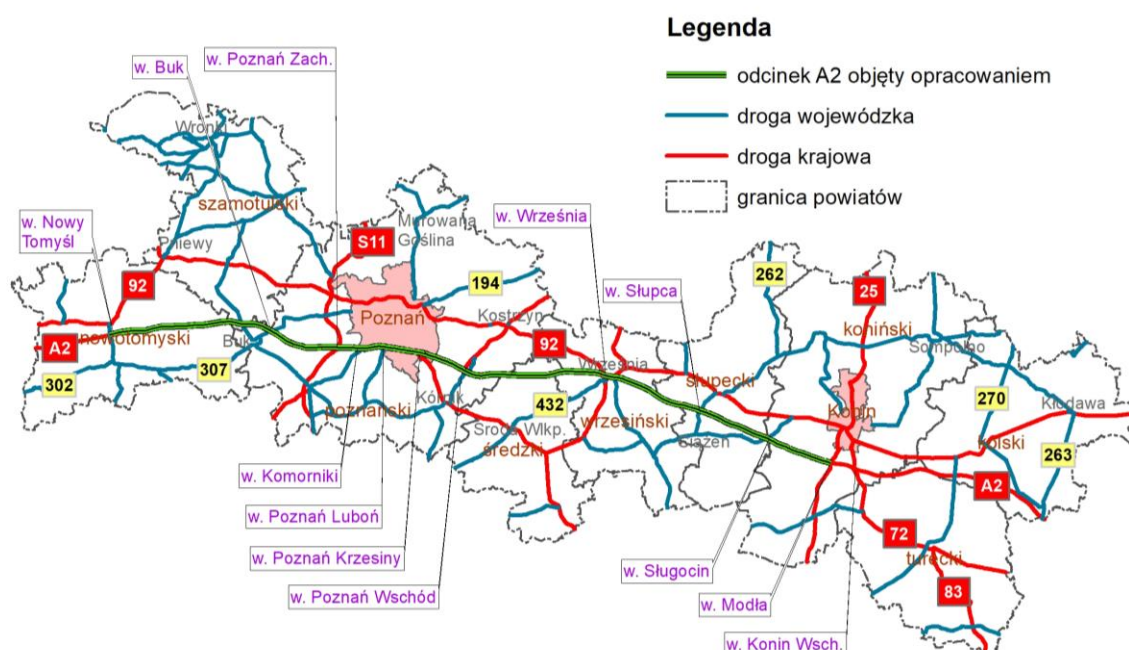 Legenda
odcinek A2 objęty opracowaniem
droga wojewódzka
droga krajowa
granica powiatów
w. Poznań Zach.
w. Buk
Wronki
szamotulski
w. Nowy
Tomyśl
Pniewy
92
S11
Murowana
Goślina
w. Września
194
262
25
w. Słupca
Poznań
Kostrzyn
92
koniński
Sompolno
A2
nowotomyski
Buk
Września
słupecki
302
307
poznański
Kórnik
432
Środa Wlkp.
średzki
wrzesiński
Ciążeń
Konin
270
Kłodawa
kolski
263
w. Komorniki
A2
w. Poznań Luboń
w. Poznań Krzesiny
w. Poznań Wschód
w. Sługocin
72
turecki
w. Modła
83
w. Konin Wsch.